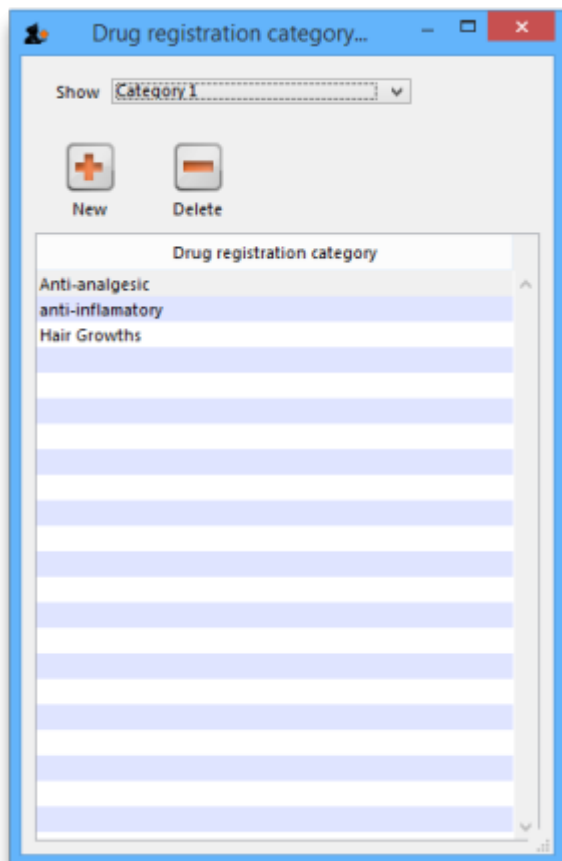 Drug registration category...
Show Category 1
New Delete
Drug registration category
Anti-analgesic
anti-inflamatory
Hair Growths